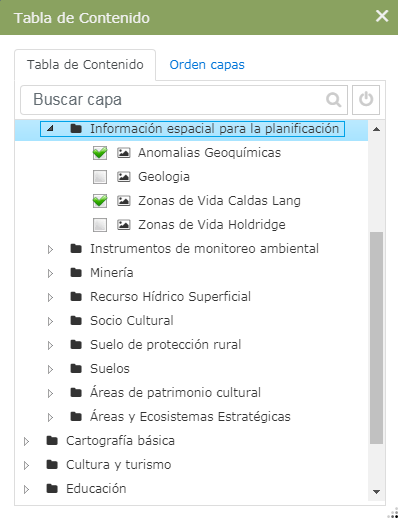 Tabla de Contenido
Tabla de Contenido Orden capas
Buscar capa
Información espacial para la planificación
Anomalias Geoquímicas
Geologia
Zonas de Vida Caldas Lang
Zonas de Vida Holdridge
Instrumentos de monitoreo ambiental
Minería
Recurso Hídrico Superficial
Socio Cultural
Suelo de protección rural
Suelos
Áreas de patrimonio cultural
Áreas y Ecosistemas Estratégicas
Cartografía básica
Cultura y turismo
Educación